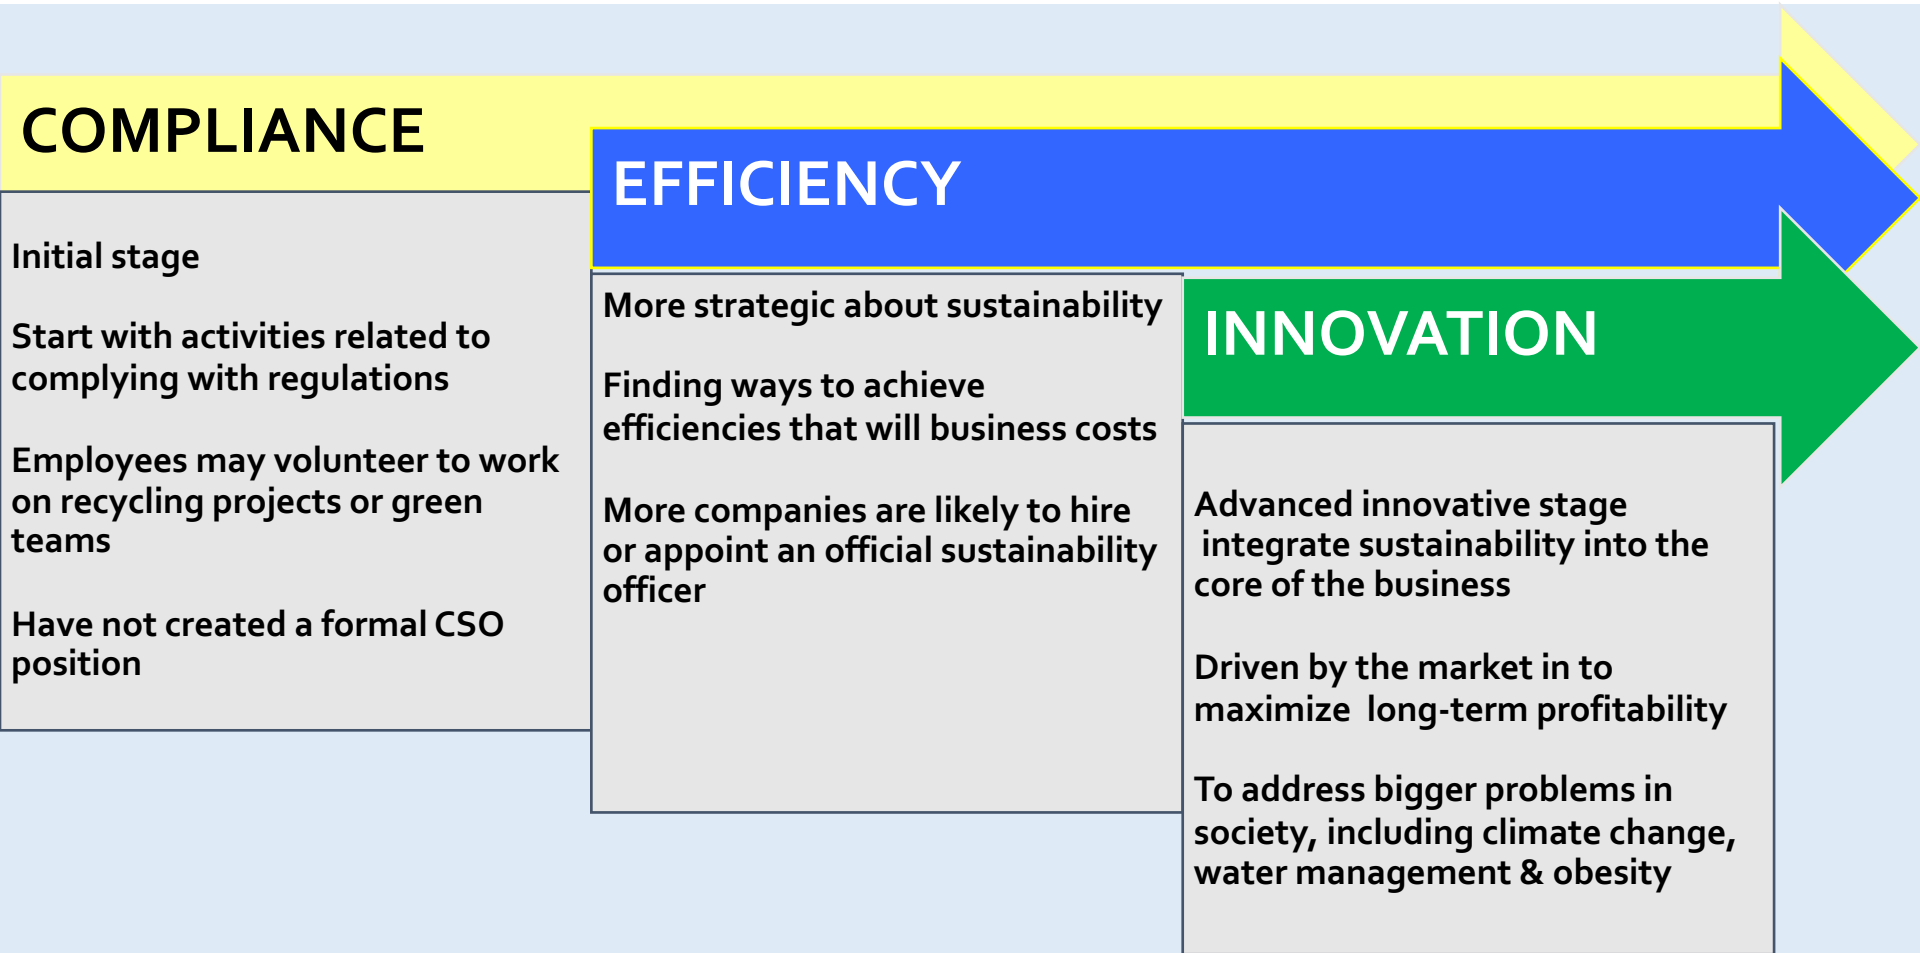 COMPLIANCE
Initial stage
Start with activities related to
complying with regulations
Employees may volunteer to work
on recycling projects or green
teams
Have not created a formal CSO
position
EFFICIENCY
More strategic about sustainability
Finding ways to achieve
efficiencies that will business costs
More companies are likely to hire
or appoint an official sustainability
officer
INNOVATION
Advanced innovative stage
integrate sustainability into the
core of the business
Driven by the market in to
maximize  long-term profitability
To address bigger problems in
society, including climate change,
water management & obesity